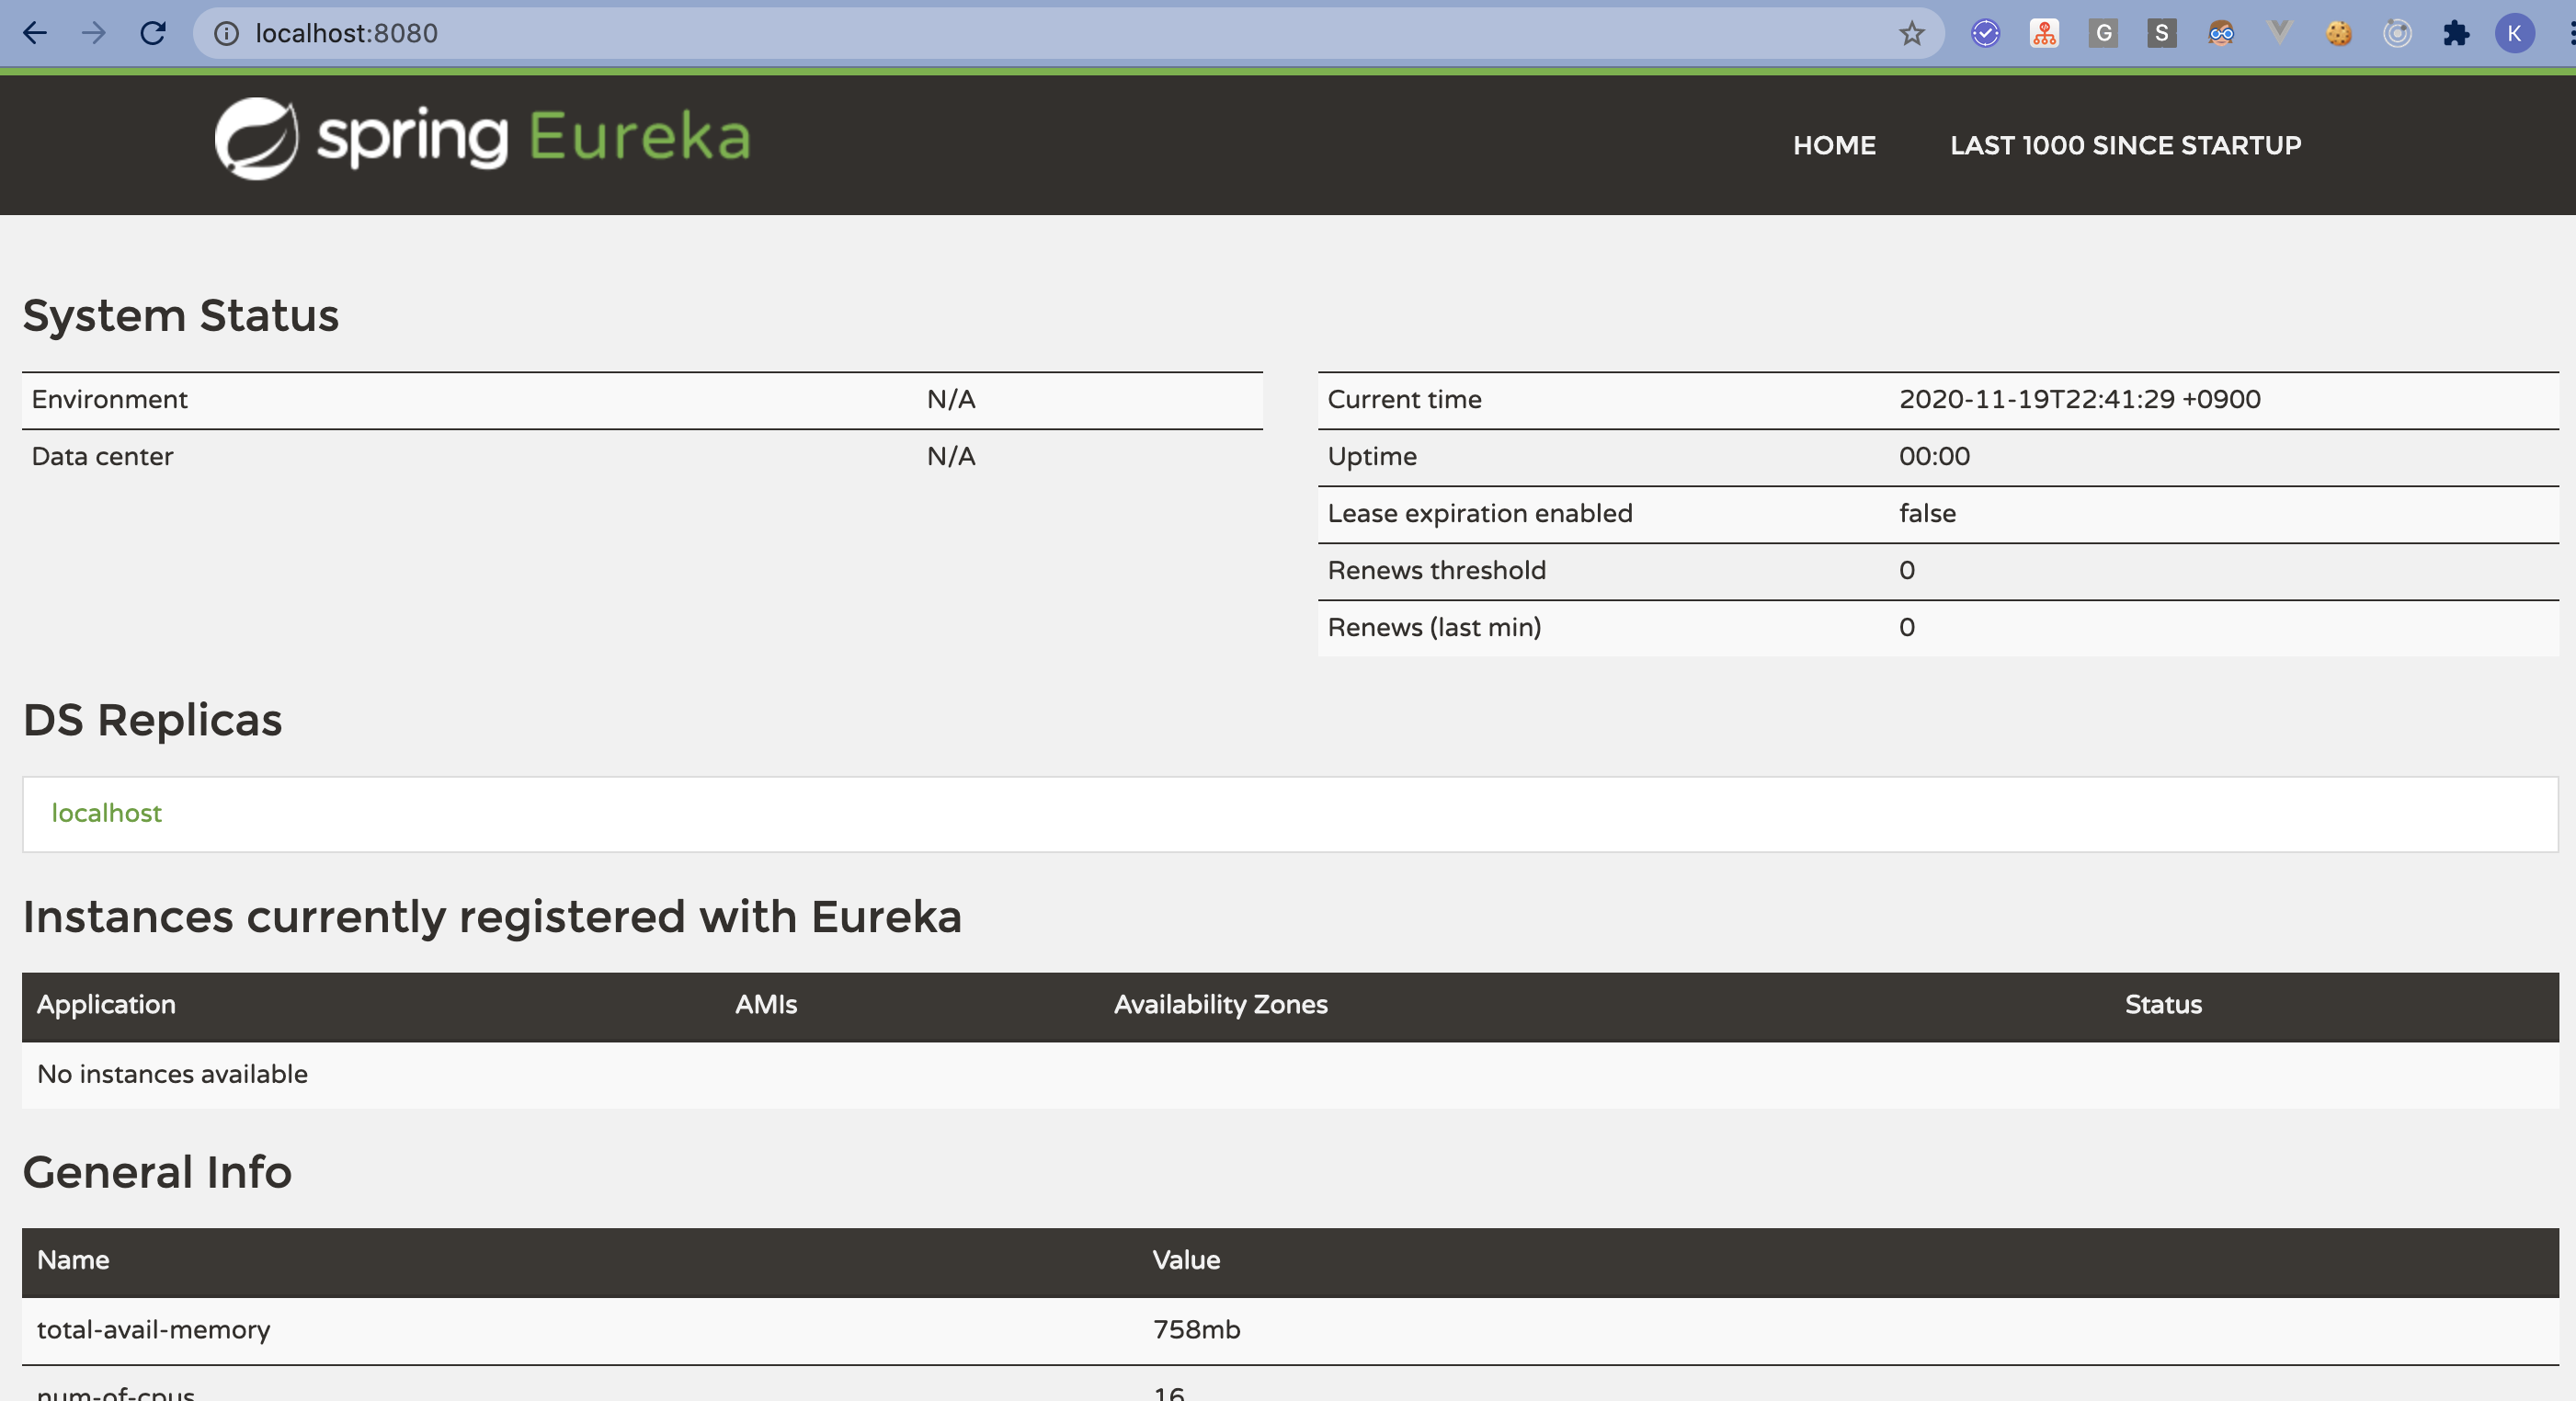 localhost:8080
G
S
K
spring Eureka
HOME LAST 1000 SINCE STARTUP
System Status
Environment N/A
Data center N/A
Current time 2020-11-19T22:41:29 +0900
Uptime 00:00
Lease expiration enabled false
Renews threshold 0
Renews (last min) 0
DS Replicas
localhost
Instances currently registered with Eureka
Application AMIs Availability Zones Status
No instances available
General Info
Name Value
total-avail-memory 758mb
num-of-cpus 16